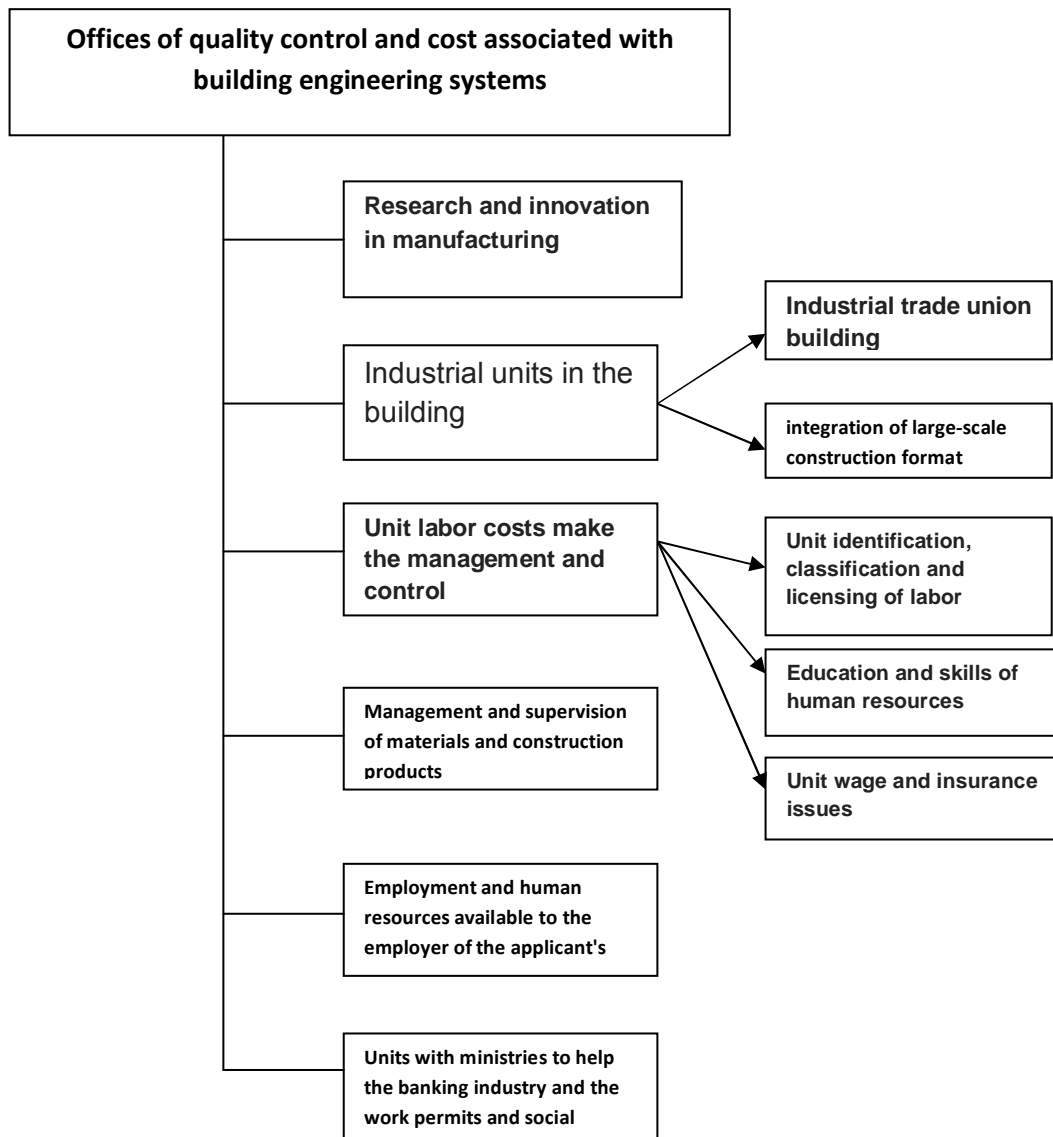 Offices of quality control and cost associated with
building engineering systems
Research and innovation
in manufacturing
Industrial units in the
building
Industrial trade union
building
integration of large-scale
construction format
Unit labor costs make
the management and
control
Unit identification,
classification and
licensing of labor
Education and skills of
human resources
Unit wage and insurance
issues
Management and supervision
of materials and construction
products
Employment and human
resources available to the
employer of the applicant's
Units with ministries to help
the banking industry and the
work permits and social